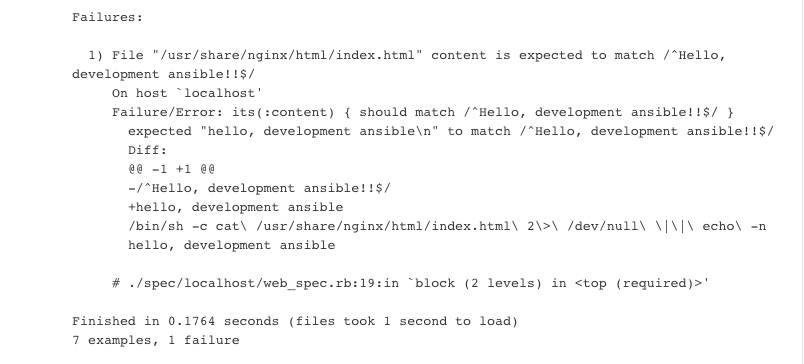 Failures:
1) File "/usr/share/nginx/html/index.html" content is expected to match /^Hello,
development ansible!!$/
On host `localhost'
Failure/Error: its(:content) { should match /^Hello, development ansible!!$/ }
expected "hello, development ansible\n" to match /^Hello, development ansible!!$/
Diff:
@@ -1 +1 @@
-/^Hello, development ansible!!$/
+hello, development ansible
/bin/sh -c cat\ /usr/share/nginx/html/index.html\ 2\>\ /dev/null\ \|\|\ echo\ -n
hello, development ansible
# ./spec/localhost/web_spec.rb:19:in `block (2 levels) in <top (required)>'
Finished in 0.1764 seconds (files took 1 second to load)
7 examples, 1 failure